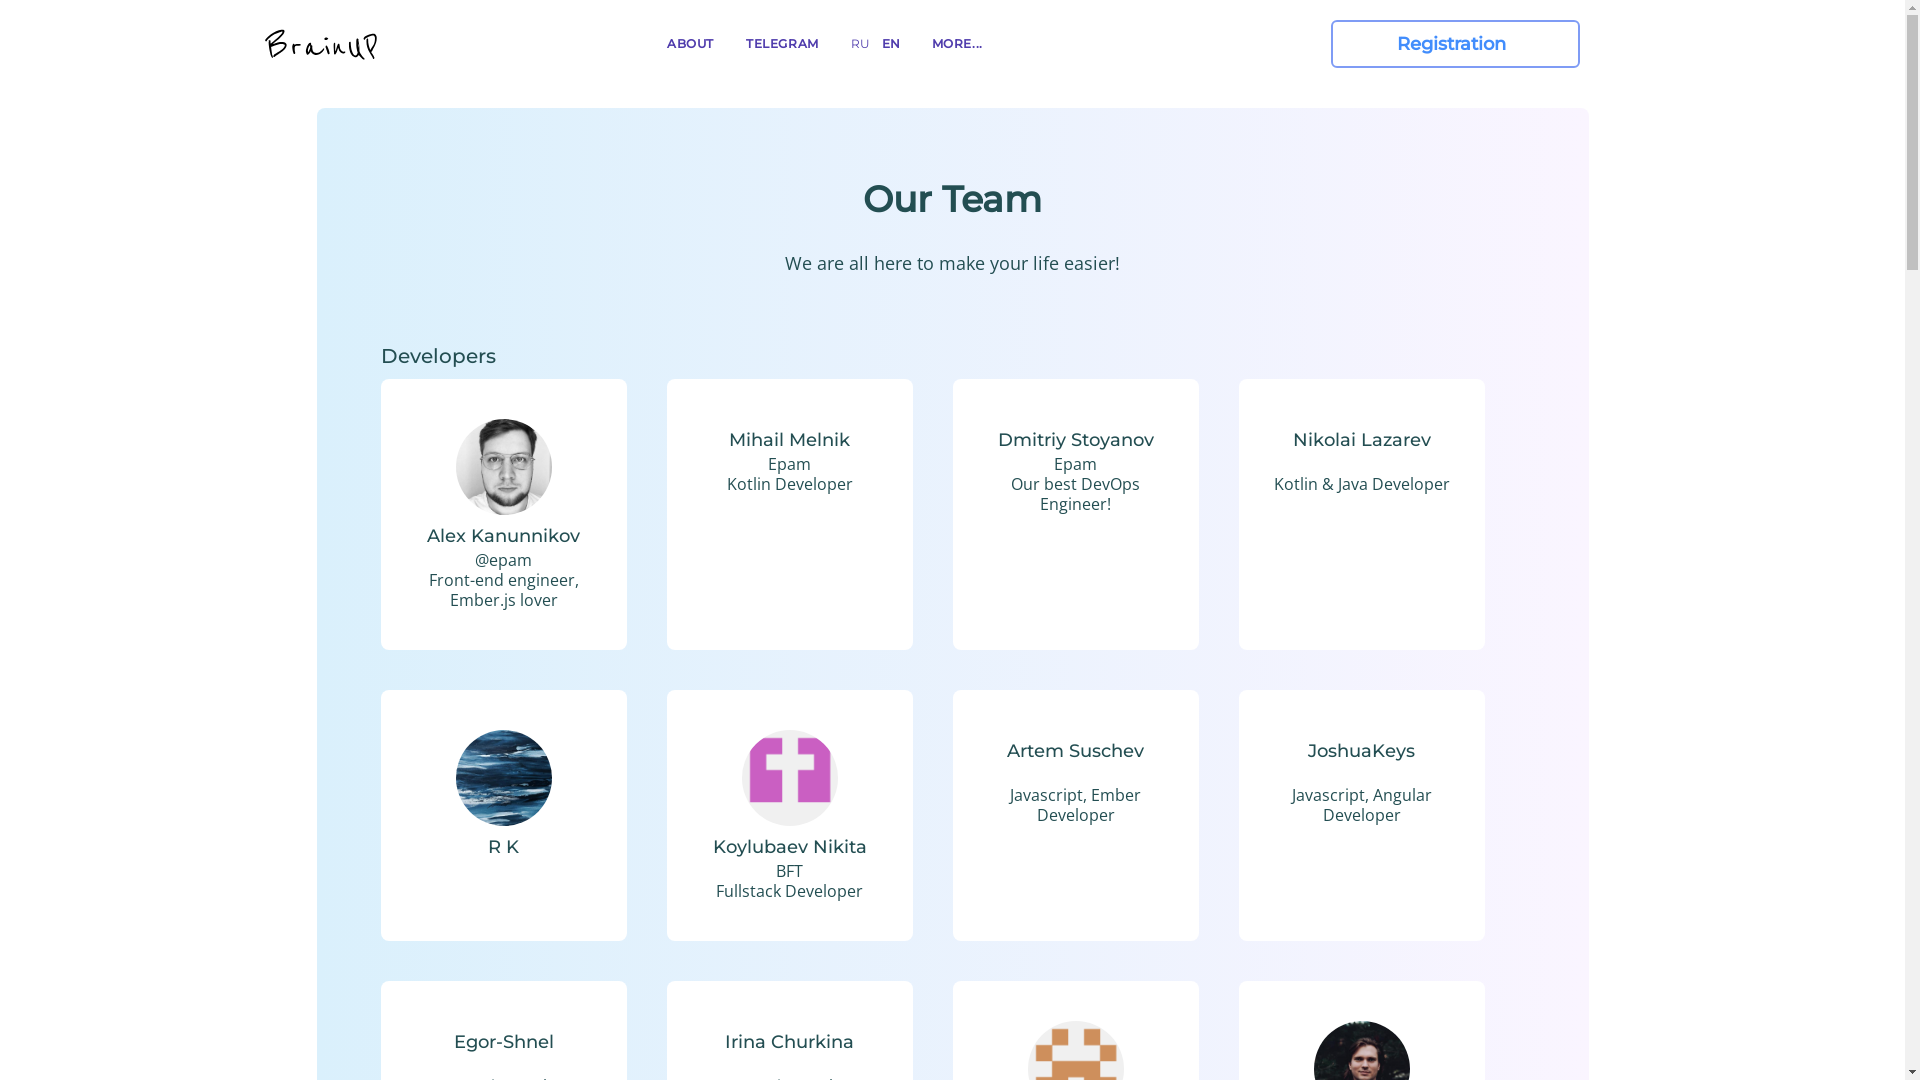 BrainUP
ABOUT
TELEGRAM
RU
EN
MORE...
Registration
Our Team
We are all here to make your life easier!
Developers
Alex Kanunnikov
@epam
Front-end engineer,
Ember.js lover
Mihail Melnik
Epam
Kotlin Developer
Dmitriy Stoyanov
Epam
Our best DevOps
Engineer!
Nikolai Lazarev
Kotlin & Java Developer
R K
Koylubaev Nikita
BFT
Fullstack Developer
Artem Suschev
Javascript, Ember
Developer
JoshuaKeys
Javascript, Angular
Developer
Egor-Shnel
Irina Churkina